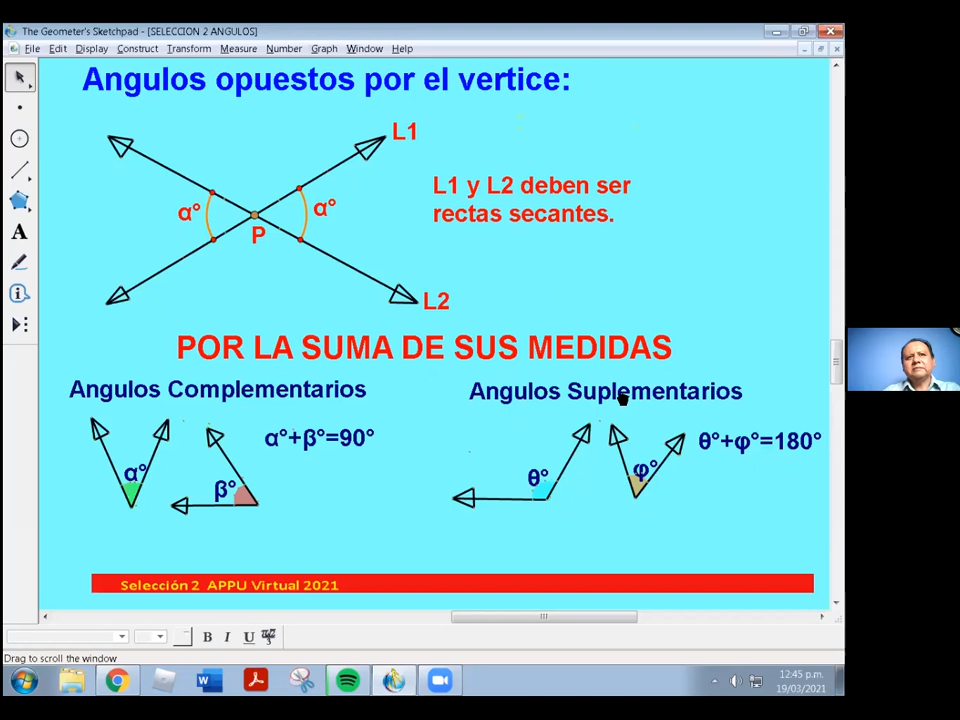 The Geometer's Sketchpad - [SELECCION 2 ANGULOS]
File Edit Display Construct Transform Measure Number Graph Window Help
Angulos opuestos por el vertice:
L1
α° α°
P
L1 y L2 deben ser
rectas secantes.
L2
POR LA SUMA DE SUS MEDIDAS
Angulos Complementarios
α°
β°
α°+β°=90°
Angulos Suplementarios
θ°
φ°
θ°+φ°=180°
Selección 2 APPU Virtual 2021
B I U
Drag to scroll the window
12:45 p.m.
19/03/2021